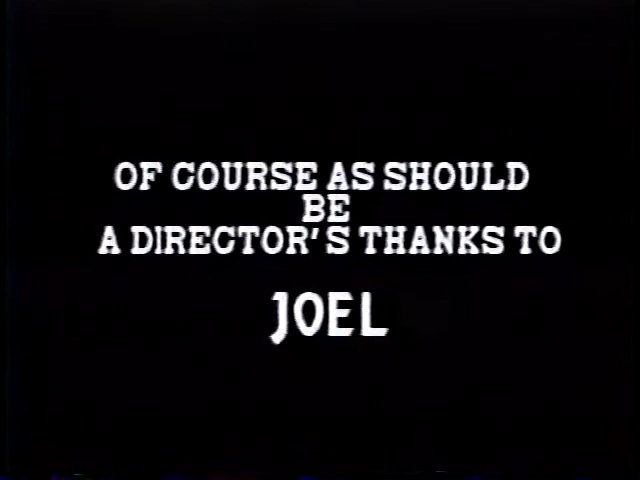 OF COURSE AS SHOULD
BE
A DIRECTOR'S THANKS TO
JOEL